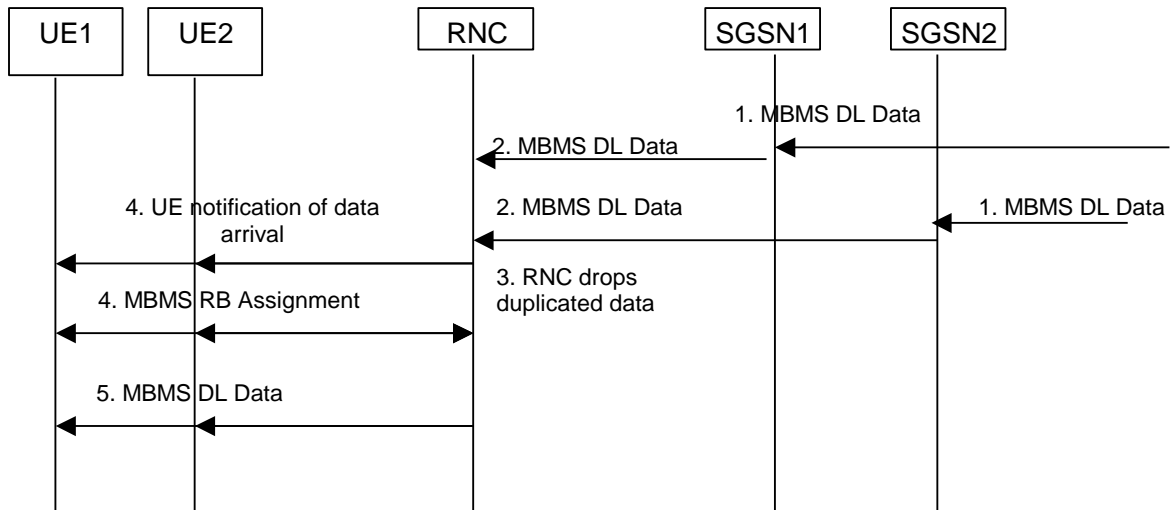 UE1
UE2
RNC
SGSN1
SGSN2
1. MBMS DL Data
2. MBMS DL Data
4. UE notification of data
arrival
2. MBMS DL Data
1. MBMS DL Data
3. RNC drops
duplicated data
4. MBMS RB Assignment
5. MBMS DL Data